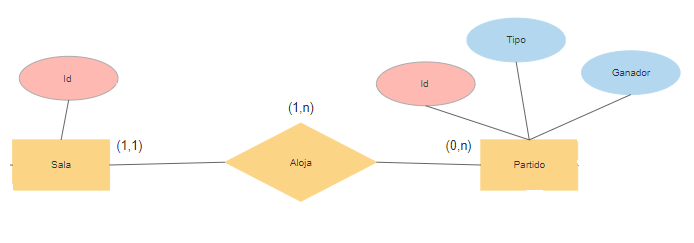 Tipo
Id
Id
Ganador
(1,n)
(1,1)
(0,n)
Sala
Aloja
Partido